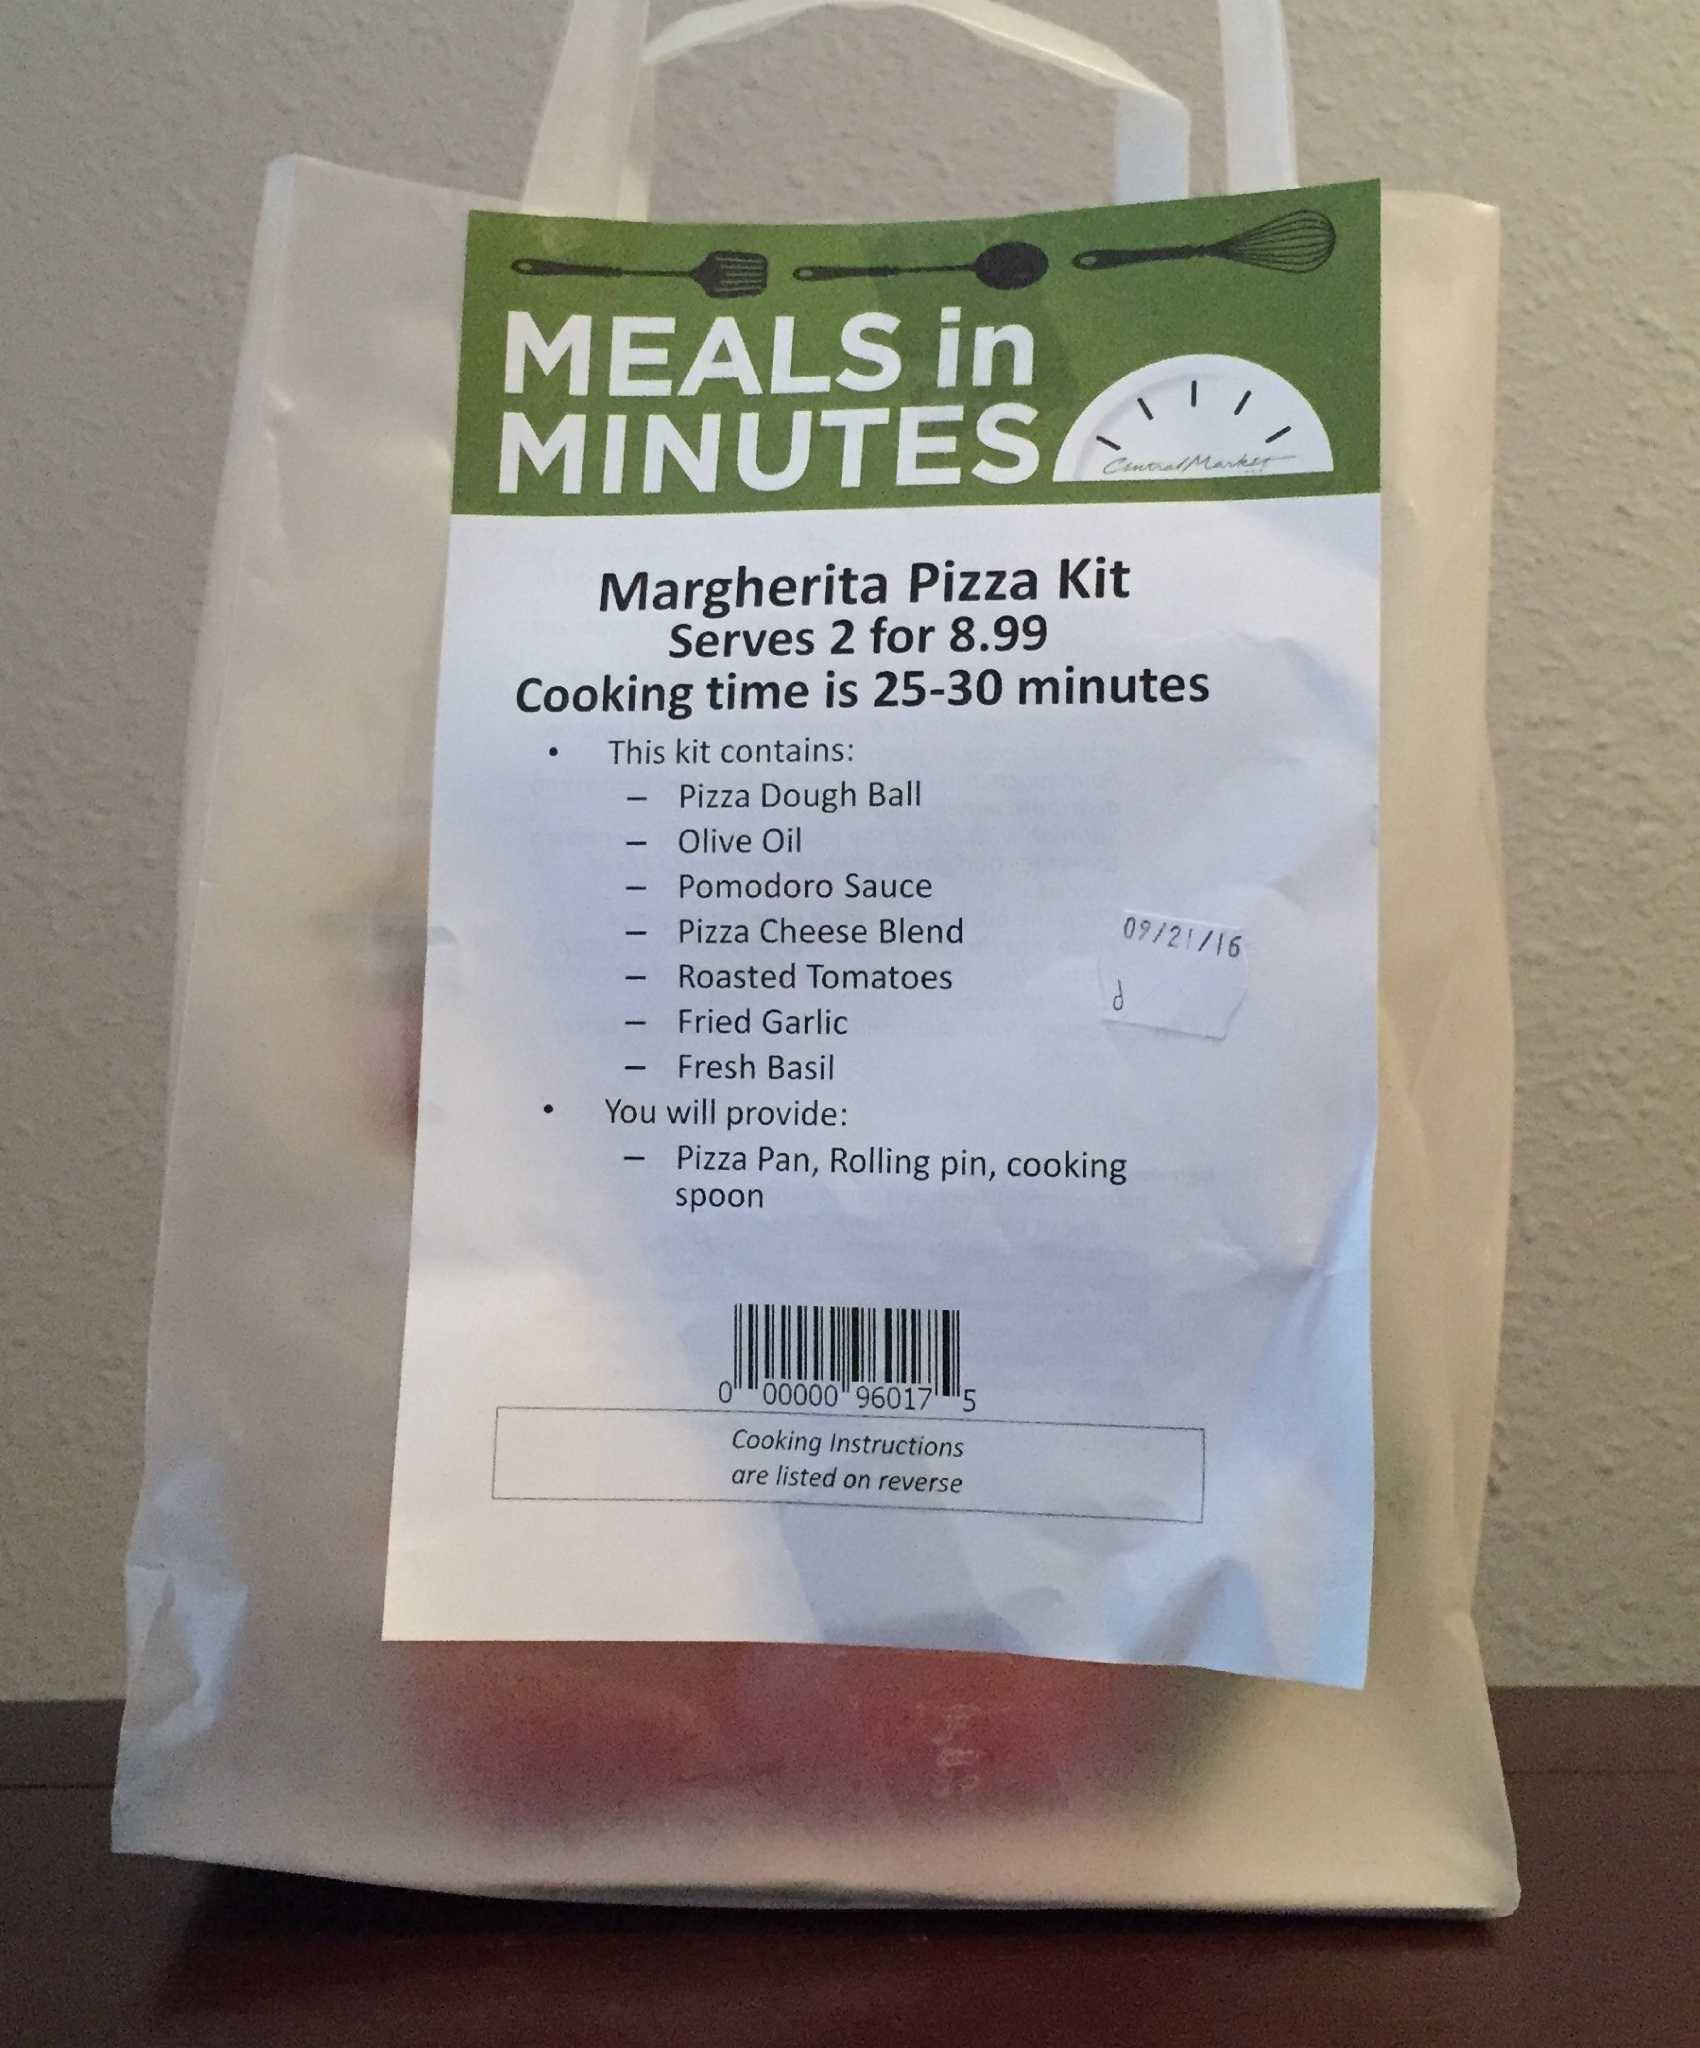 MEALS in
MINUTES
Central Market
Margherita Pizza Kit
Serves 2 for 8.99
Cooking time is 25-30 minutes
• This kit contains:
– Pizza Dough Ball
– Olive Oil
– Pomodoro Sauce
– Pizza Cheese Blend
– Roasted Tomatoes
– Fried Garlic
– Fresh Basil
09/21/16
• You will provide:
– Pizza Pan, Rolling pin, cooking
spoon
0 00000 96017 5
Cooking Instructions
are listed on reverse